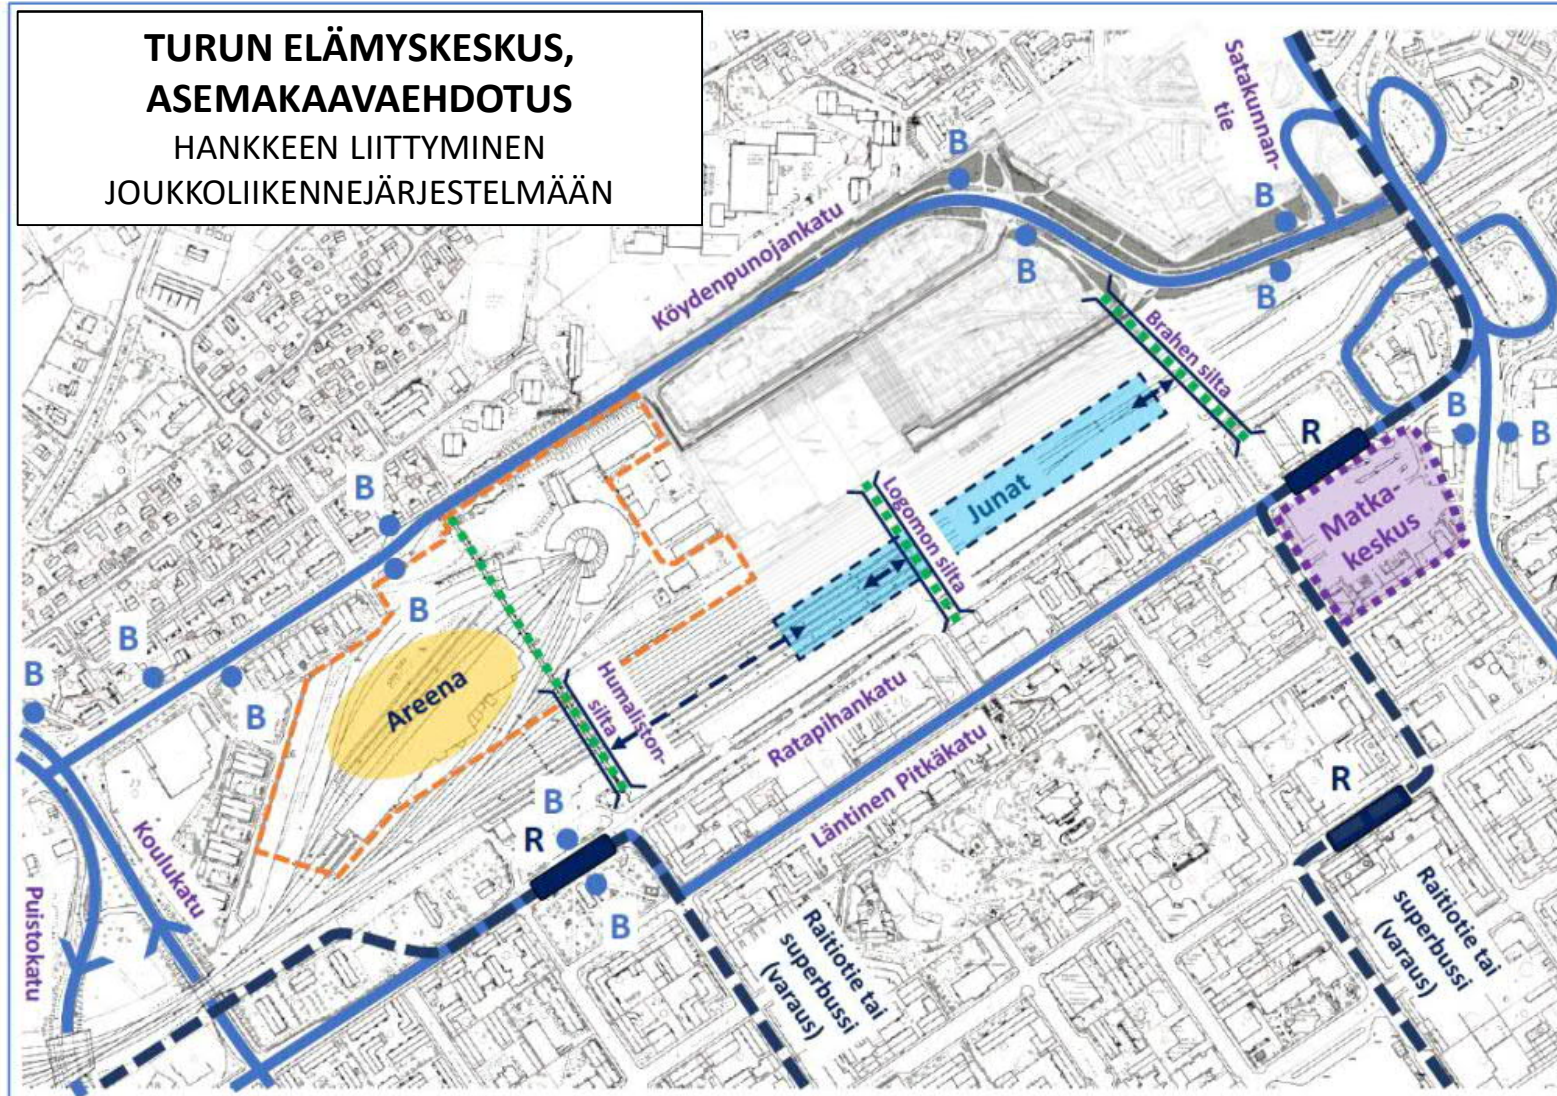 TURUN ELÄMYSKESKUS,
ASEMAKAAVAEHDOTUS
HANKKEEN LIITTYMINEN
JOUKKOLIIKENNEJÄRJESTELMÄÄN
Satakunnan-
tie
B
B
B
B
Köydenpunojankatu
Brahen silta
R
B
B
Matka-
keskus
Junat
Logomon silta
B
B
B
B
B
Areena
Humaliston-
silta
Ratapihankatu
Läntinen Pitkäkatu
R
B
R
B
Koulukatu
Puistokatu
Raitiotie tai
superbussi
(varaus)
Raitiotie tai
superbussi
(varaus)